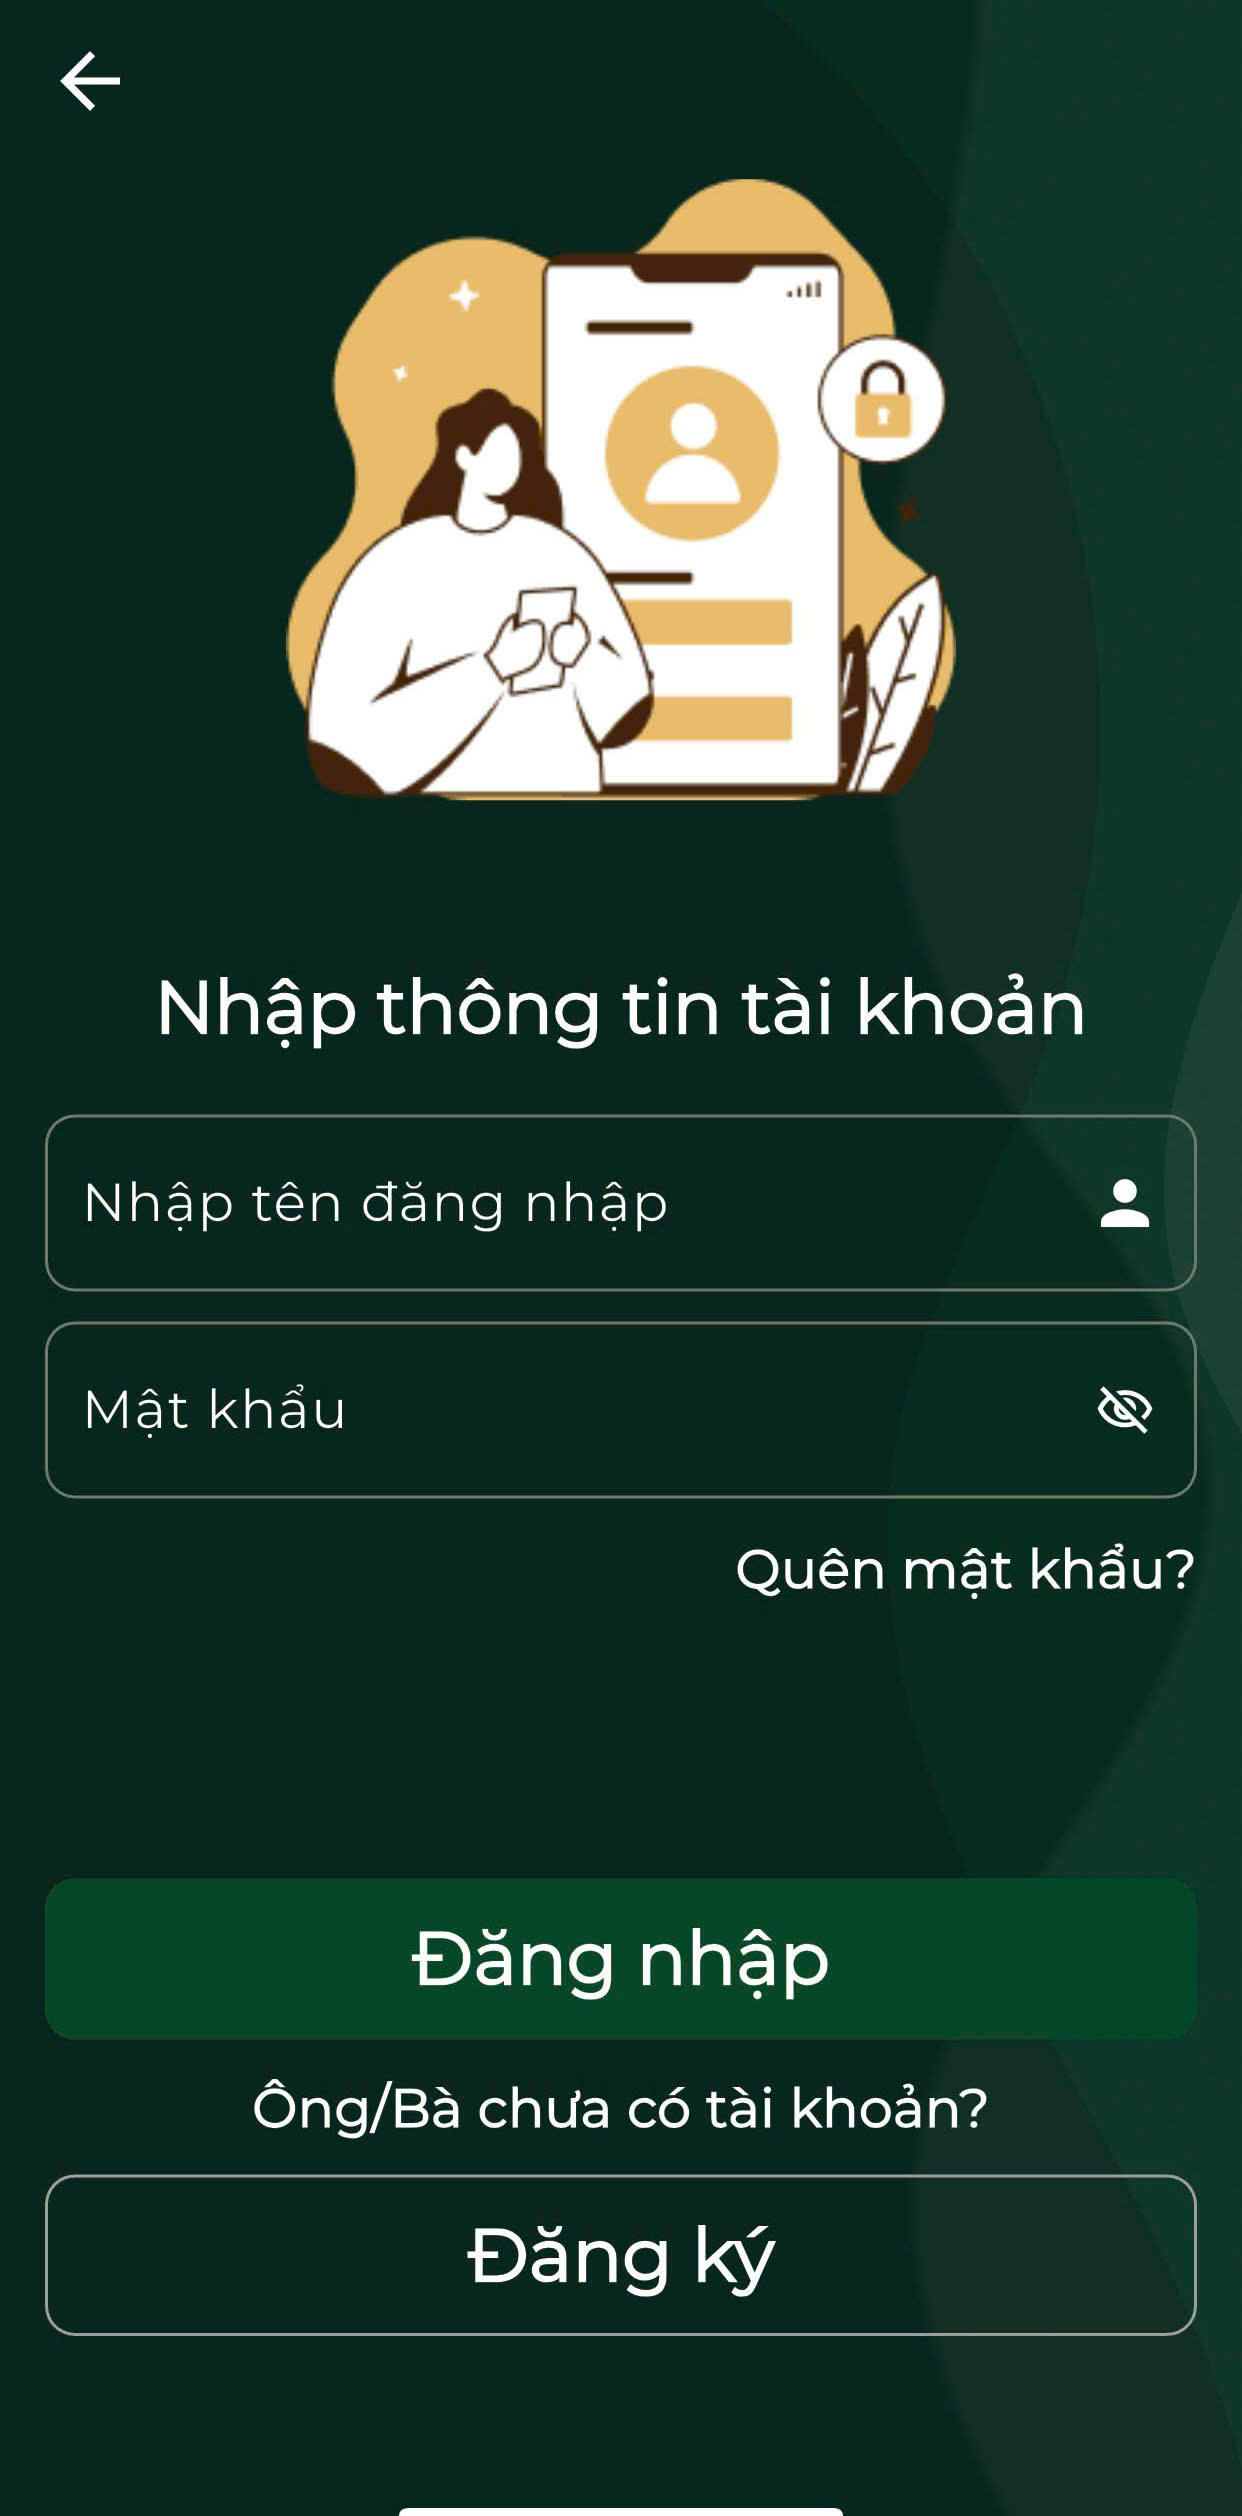 Nhập thông tin tài khoản
Nhập tên đăng nhập
Mật khẩu
Quên mật khẩu?
Đăng nhập
Ông/Bà chưa có tài khoản?
Đăng ký